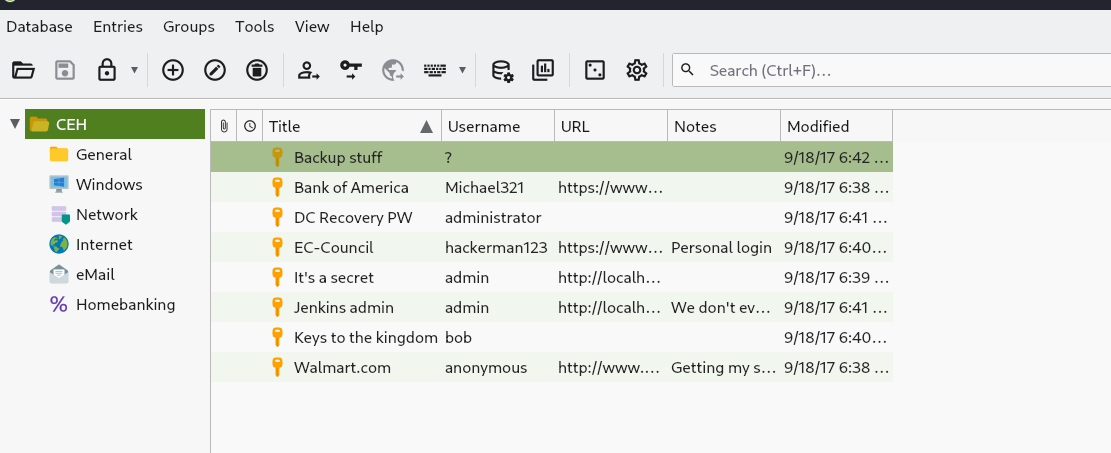 Database Entries Groups Tools View Help
Search (Ctrl+F)...
CEH
General
Windows
Network
Internet
eMail
Homebanking
Title Username URL Notes Modified
Backup stuff ? 9/18/17 6:42 ...
Bank of America Michael321 https://www... 9/18/17 6:38 ...
DC Recovery PW administrator 9/18/17 6:41 ...
EC-Council hackerman123 https://www... Personal login 9/18/17 6:40...
It's a secret admin http://localh... 9/18/17 6:39 ...
Jenkins admin admin http://localh... We don't ev... 9/18/17 6:41 ...
Keys to the kingdom bob 9/18/17 6:40...
Walmart.com anonymous http://www.... Getting my s... 9/18/17 6:38 ...